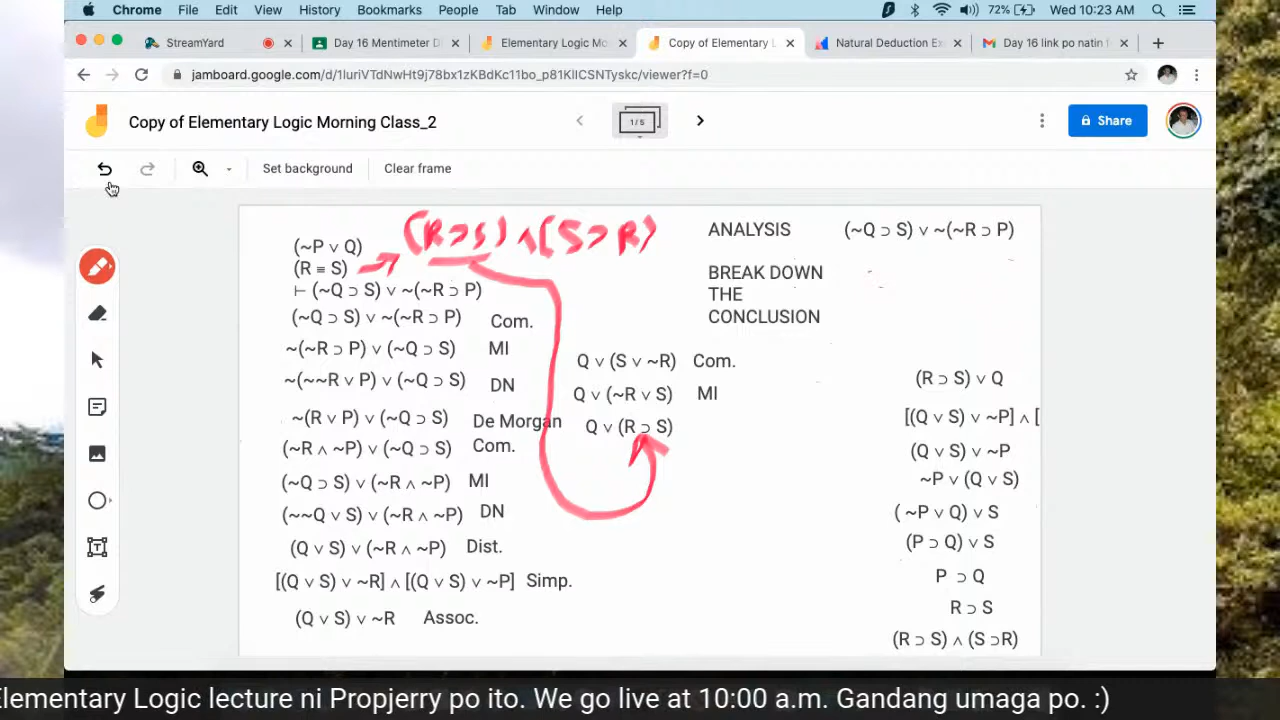 Chrome File Edit View History Bookmarks People Tab Window Help 72% Wed 10:23 AM
StreamYard Day 16 Mentimeter D Elementary Logic Mo Copy of Elementary L Natural Deduction Ex Day 16 link po natin
jamboard.google.com/d/1luriVTdNwHt9j78bx1zKBdKc11bo_p81KlICSNTyskc/viewer?f=0
Copy of Elementary Logic Morning Class_2
1/5
Share
Set background Clear frame
(R ⊃ S) ∧ (S ⊃ R)
(~P ∨ Q)
(R ≡ S)
⊢ (~Q ⊃ S) ∨ ~(~R ⊃ P)
(~Q ⊃ S) ∨ ~(~R ⊃ P) Com.
~(~R ⊃ P) ∨ (~Q ⊃ S) MI
~(~~R ∨ P) ∨ (~Q ⊃ S) DN
~(R ∨ P) ∨ (~Q ⊃ S) De Morgan
(~R ∧ ~P) ∨ (~Q ⊃ S) Com.
(~Q ⊃ S) ∨ (~R ∧ ~P) MI
(~~Q ∨ S) ∨ (~R ∧ ~P) DN
(Q ∨ S) ∨ (~R ∧ ~P) Dist.
[(Q ∨ S) ∨ ~R] ∧ [(Q ∨ S) ∨ ~P] Simp.
(Q ∨ S) ∨ ~R Assoc.
Q ∨ (S ∨ ~R) Com.
Q ∨ (~R ∨ S) MI
Q ∨ (R ⊃ S)
ANALYSIS (~Q ⊃ S) ∨ ~(~R ⊃ P)
BREAK DOWN
THE
CONCLUSION
(R ⊃ S) ∨ Q
[(Q ∨ S) ∨ ~P] ∧ [
(Q ∨ S) ∨ ~P
~P ∨ (Q ∨ S)
( ~P ∨ Q) ∨ S
(P ⊃ Q) ∨ S
P ⊃ Q
R ⊃ S
(R ⊃ S) ∧ (S ⊃R)
Elementary Logic lecture ni Propjerry po ito. We go live at 10:00 a.m. Gandang umaga po. :)